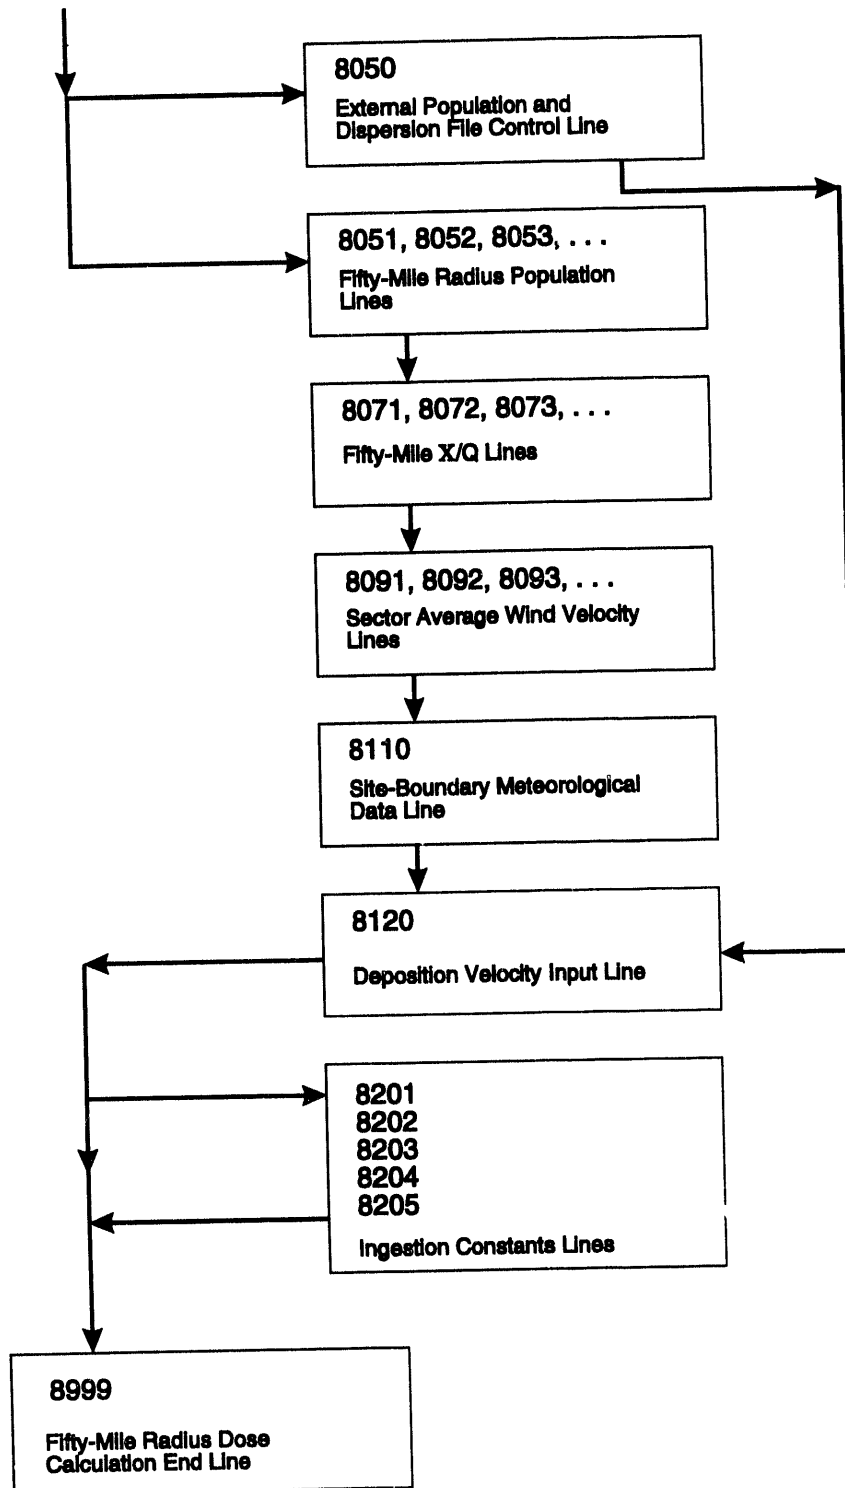 8050
External Population and
Dispersion File Control Line
8051, 8052, 8053, . . .
Fifty-Mile Radius Population
Lines
8071, 8072, 8073, . . .
Fifty-Mile X/Q Lines
8091, 8092, 8093, . . .
Sector Average Wind Velocity
Lines
8110
Site-Boundary Meteorological
Data Line
8120
Deposition Velocity Input Line
8201
8202
8203
8204
8205
Ingestion Constants Lines
8999
Fifty-Mile Radius Dose
Calculation End Line